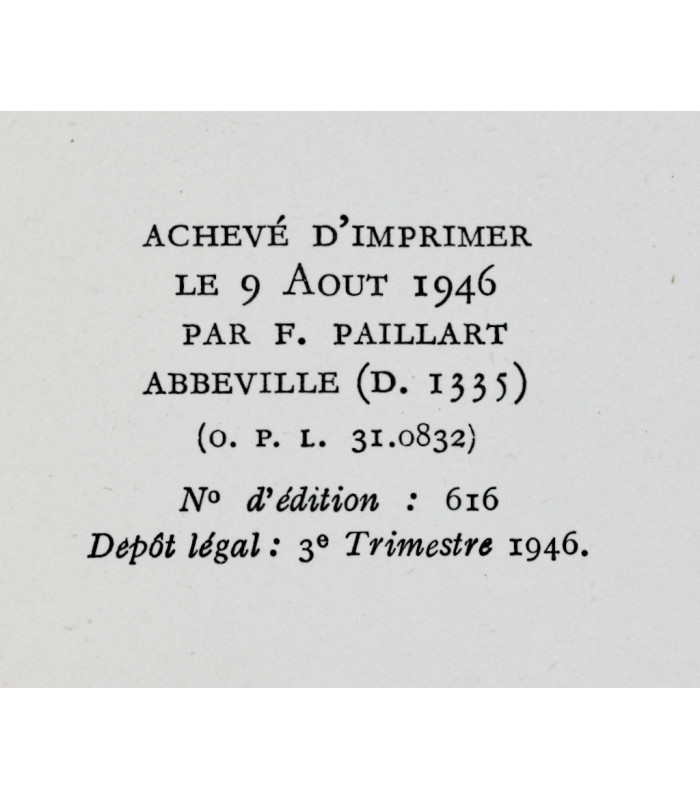 ACHEVÉ D'IMPRIMER
LE 9 AOUT 1946
PAR F. PAILLART
ABBEVILLE (D. 1335)
(O. P. L. 31.0832)
Nº d'édition : 616
Depôt légal : 3e Trimestre 1946.